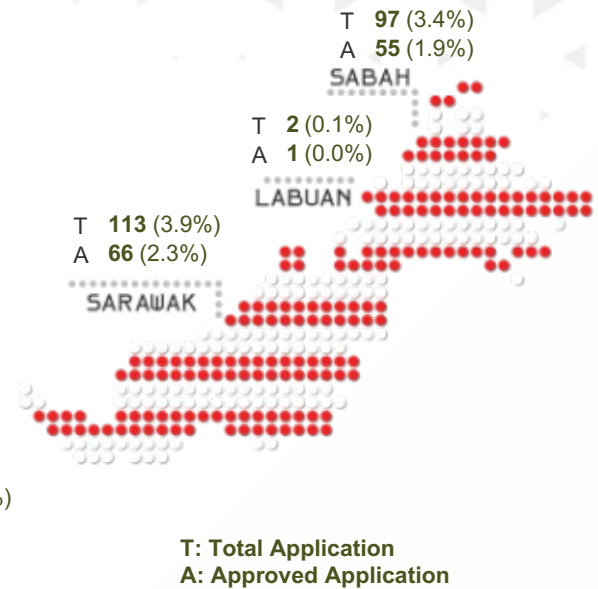 T 97 (3.4%)
A 55 (1.9%)
SABAH
T 2 (0.1%)
A 1 (0.0%)
LABUAN
T 113 (3.9%)
A 66 (2.3%)
SARAWAK
%)
T: Total Application
A: Approved Application